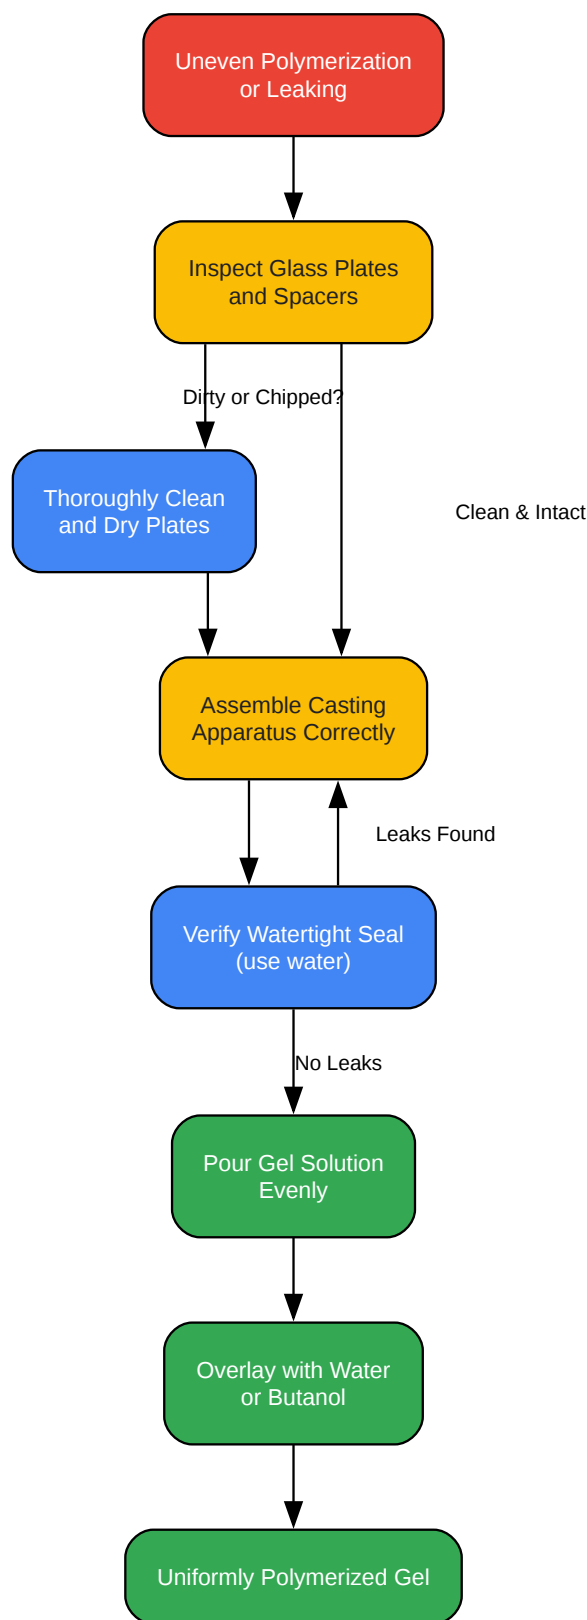 Uneven Polymerization
or Leaking
Inspect Glass Plates
and Spacers
Dirty or Chipped?
Thoroughly Clean
and Dry Plates
Clean & Intact
Assemble Casting
Apparatus Correctly
Leaks Found
Verify Watertight Seal
(use water)
No Leaks
Pour Gel Solution
Evenly
Overlay with Water
or Butanol
Uniformly Polymerized Gel